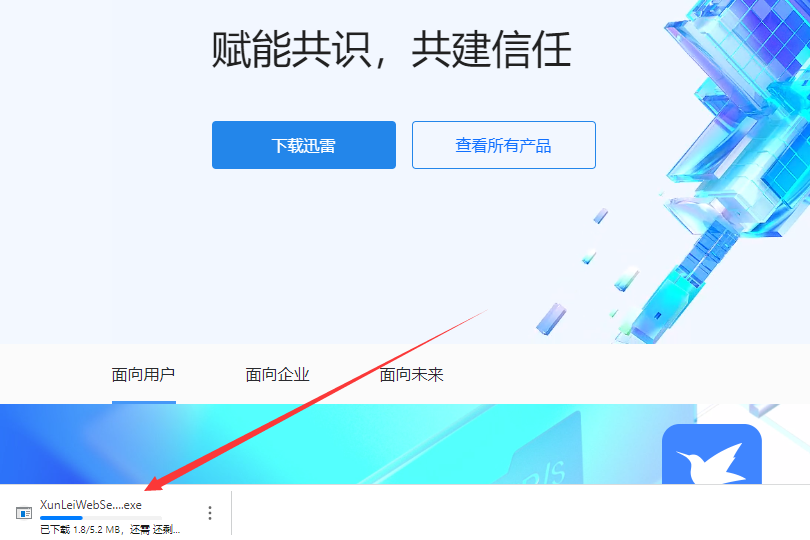 赋能共识，共建信任
下载迅雷
查看所有产品
面向用户
面向企业
面向未来
XunLeiWebSe....exe
已下载 1.8/5.2 MB，还需 还剩...